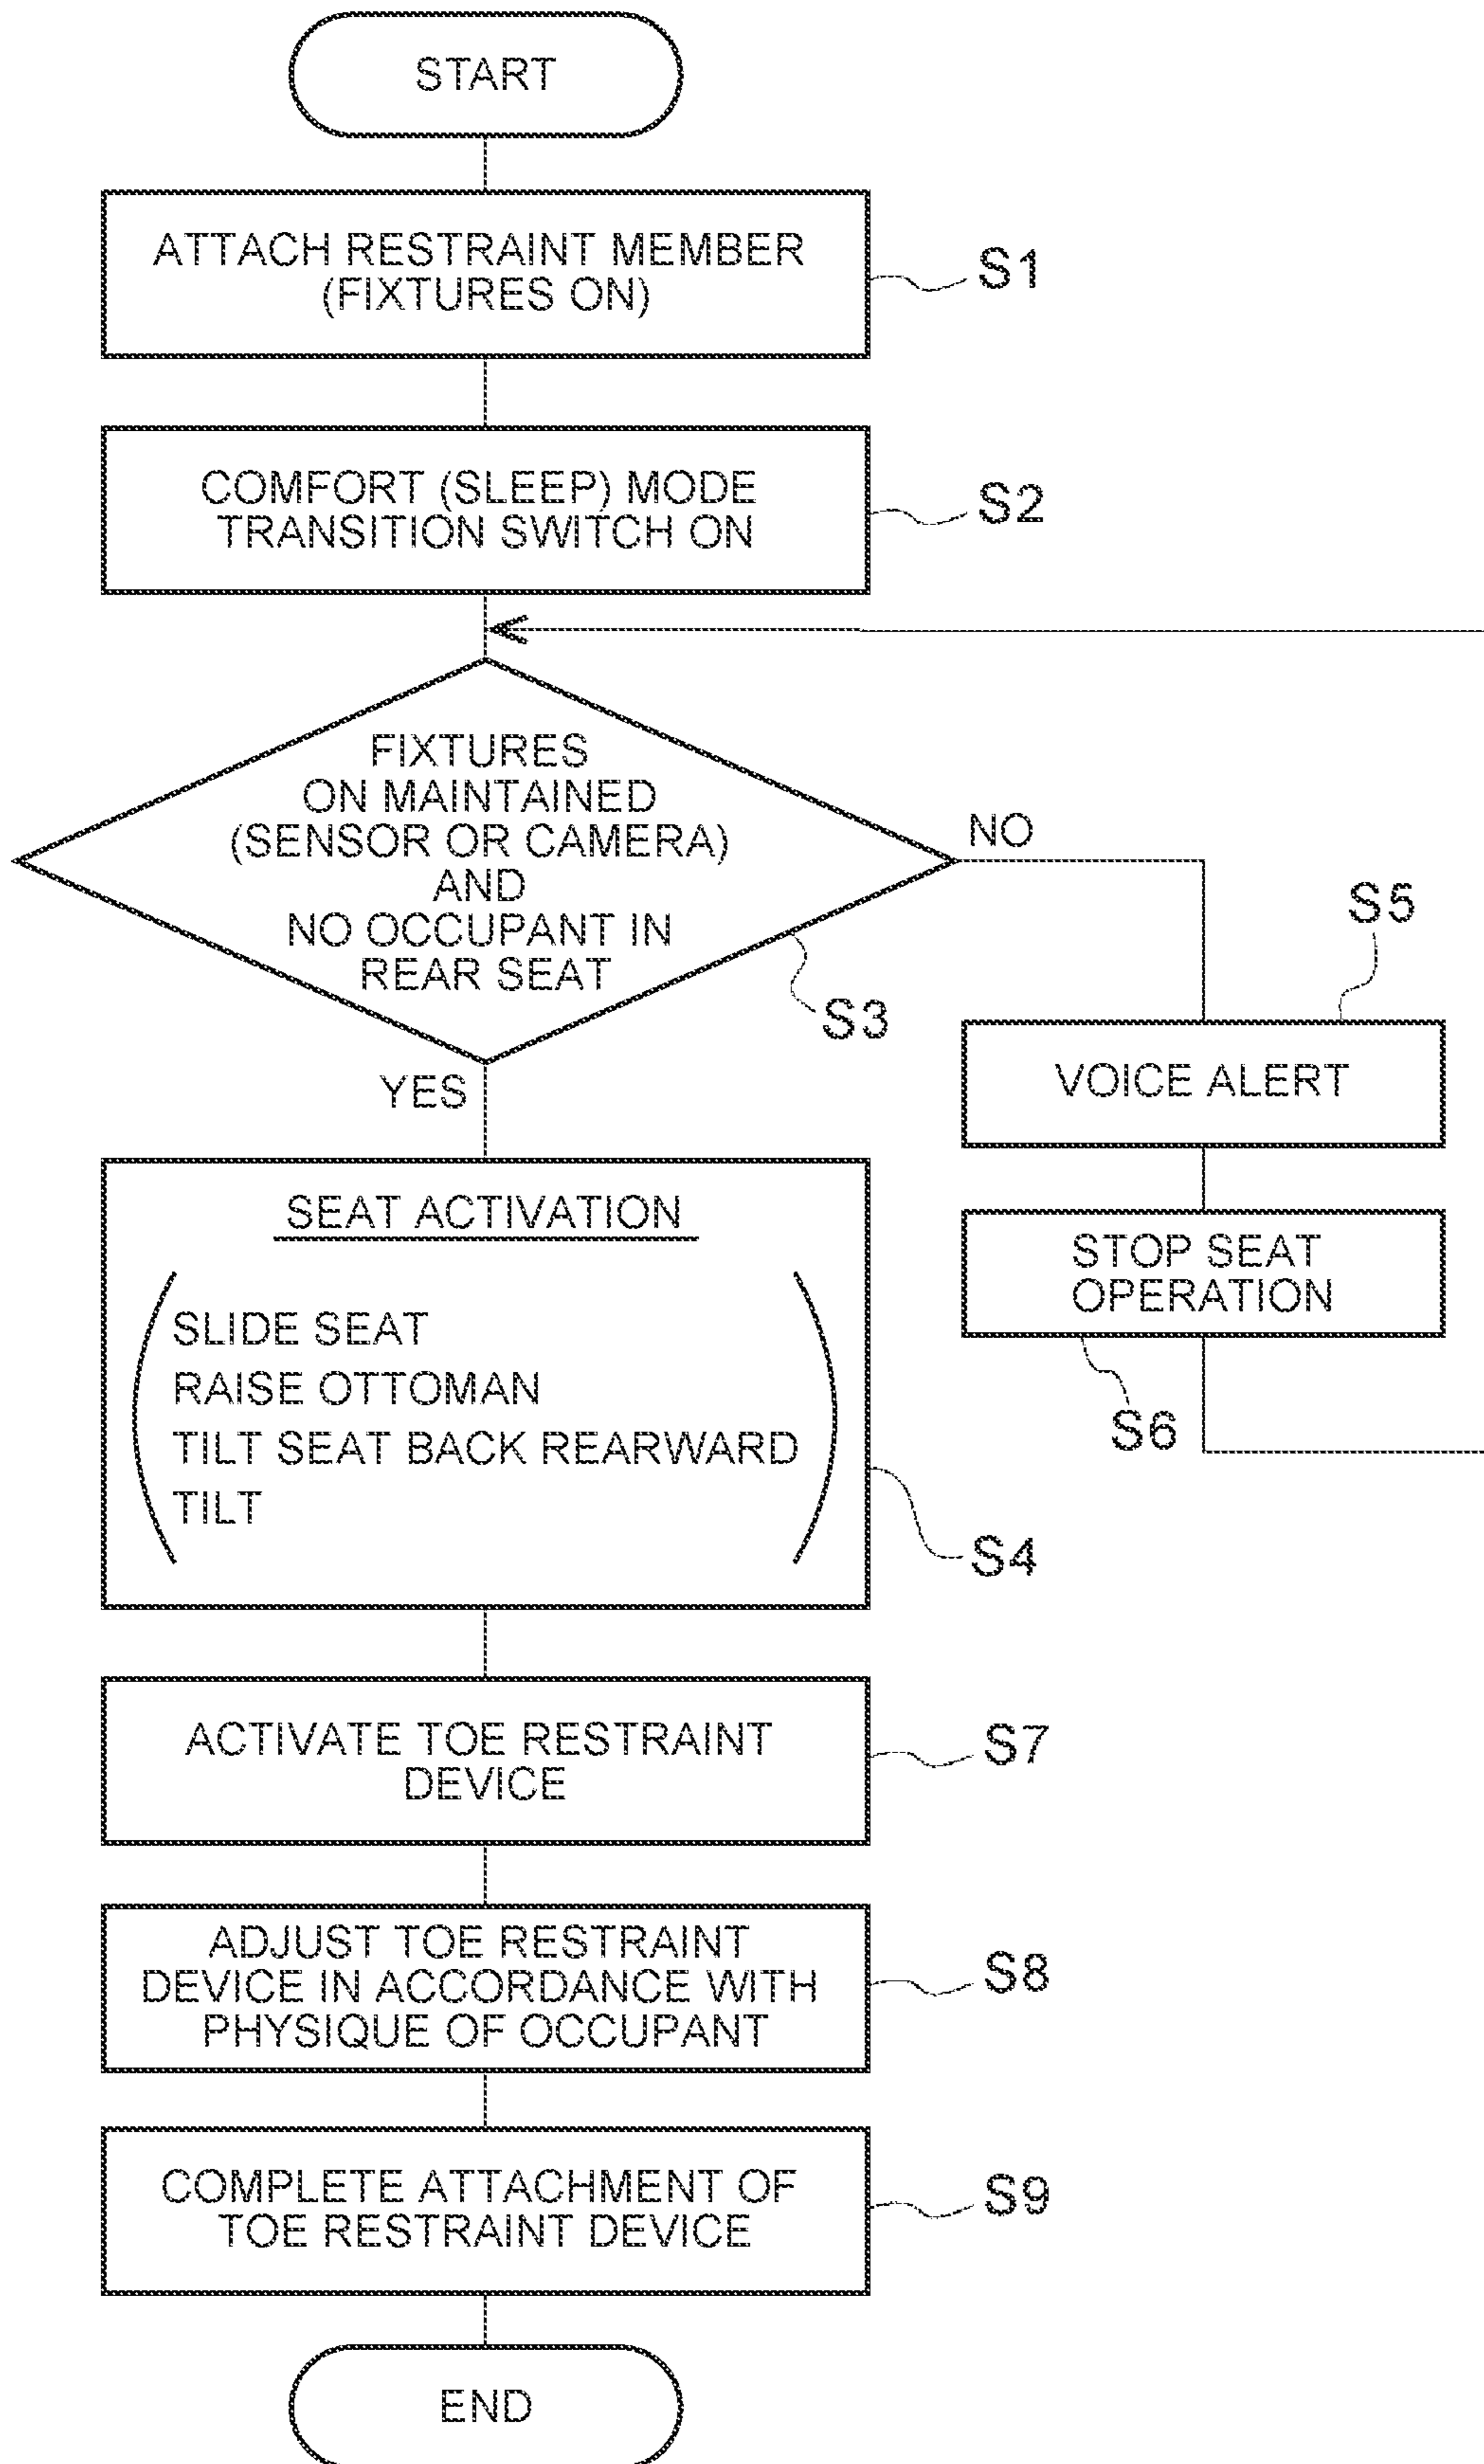 START
ATTACH RESTRAINT MEMBER
(FIXTURES ON)
S1
COMFORT (SLEEP) MODE
TRANSITION SWITCH ON
S2
FIXTURES
ON MAINTAINED
(SENSOR OR CAMERA)
AND
NO OCCUPANT IN
REAR SEAT
S3
NO
YES
S5
VOICE ALERT
STOP SEAT
OPERATION
S6
SEAT ACTIVATION
SLIDE SEAT
RAISE OTTOMAN
TILT SEAT BACK REARWARD
TILT
S4
ACTIVATE TOE RESTRAINT
DEVICE
S7
ADJUST TOE RESTRAINT
DEVICE IN ACCORDANCE WITH
PHYSIQUE OF OCCUPANT
S8
COMPLETE ATTACHMENT OF
TOE RESTRAINT DEVICE
S9
END